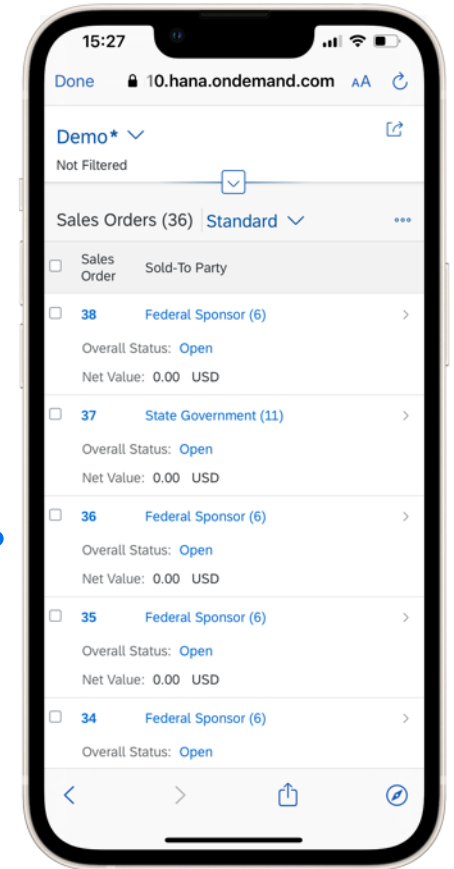 15:27
Done 10.hana.ondemand.com AA
Demo*
Not Filtered
Sales Orders (36) Standard
Sales Order Sold-To Party
38 Federal Sponsor (6)
Overall Status: Open
Net Value: 0.00 USD
37 State Government (11)
Overall Status: Open
Net Value: 0.00 USD
36 Federal Sponsor (6)
Overall Status: Open
Net Value: 0.00 USD
35 Federal Sponsor (6)
Overall Status: Open
Net Value: 0.00 USD
34 Federal Sponsor (6)
Overall Status: Open